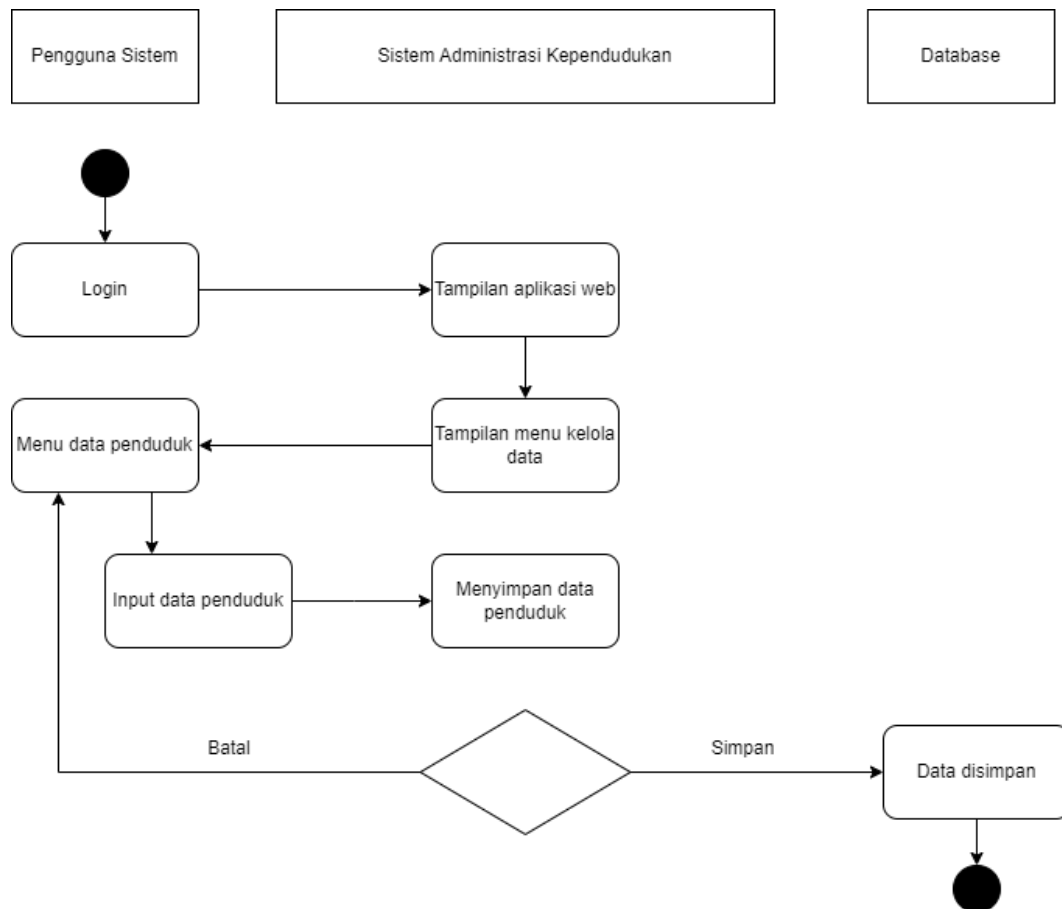 Pengguna Sistem
Sistem Administrasi Kependudukan
Database
Login
Tampilan aplikasi web
Menu data penduduk
Tampilan menu kelola
data
Input data penduduk
Menyimpan data
penduduk
Batal
Simpan
Data disimpan